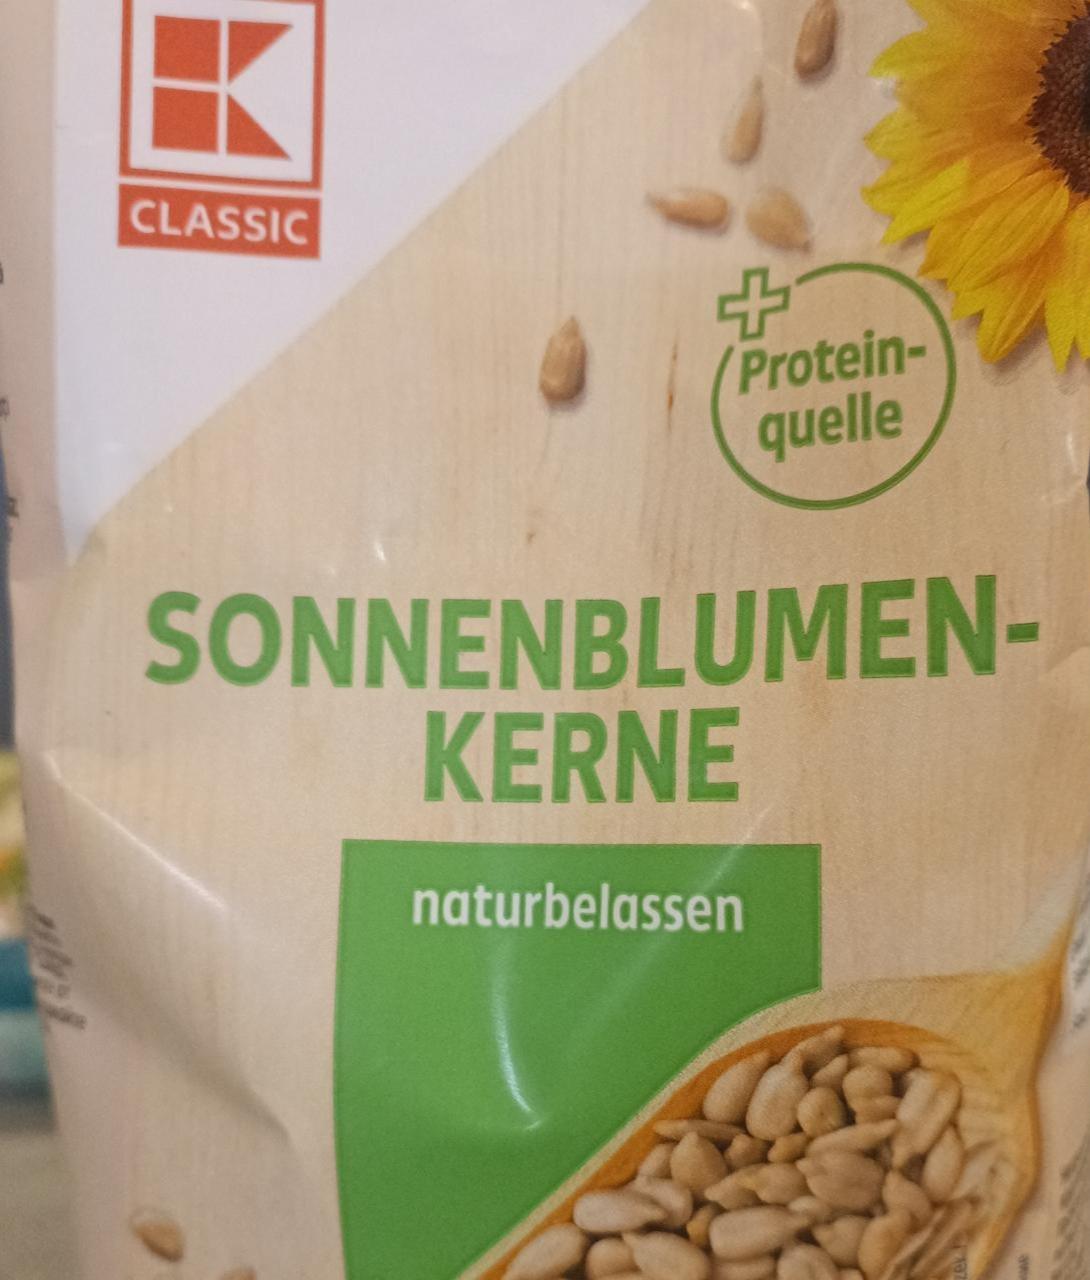 K
CLASSIC
Protein-
quelle
SONNENBLUMEN-
KERNE
naturbelassen